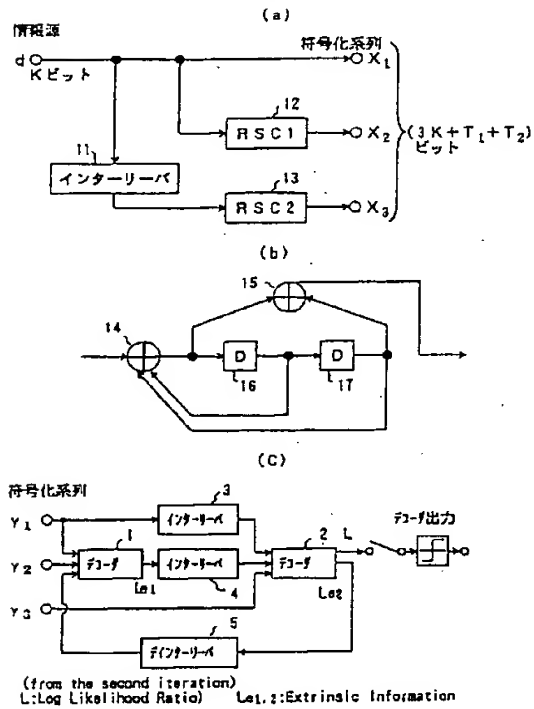 (a)
情報源
符号化系列
d
Kビット
X1
12
RSC1
X2
(3K+T1+T2)
ビット
11
インターリーバ
13
RSC2
X3
(b)
15
14
D
D
16
17
(C)
符号化系列
3
Y1
インターリーバ
デコーダ出力
1
2
L
Y2
デコーダ
インターリーバ
デコーダ
Le1
4
Le2
Y3
5
デインターリーバ
(from the second iteration)
L:Log Likelihood Ratio)
Le1,2:Extrinsic Information